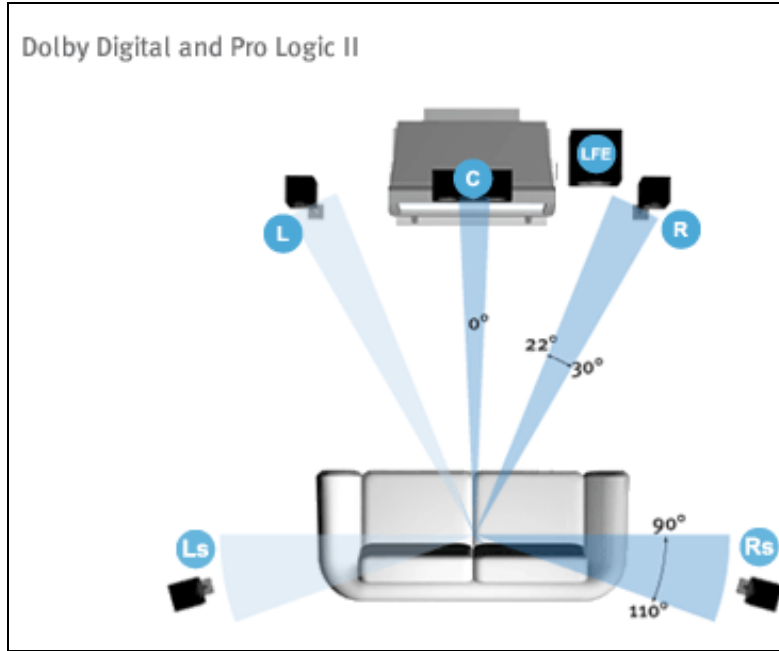 Dolby Digital and Pro Logic II
LFE
C
L
R
0°
22°
30°
90°
Ls
Rs
110°